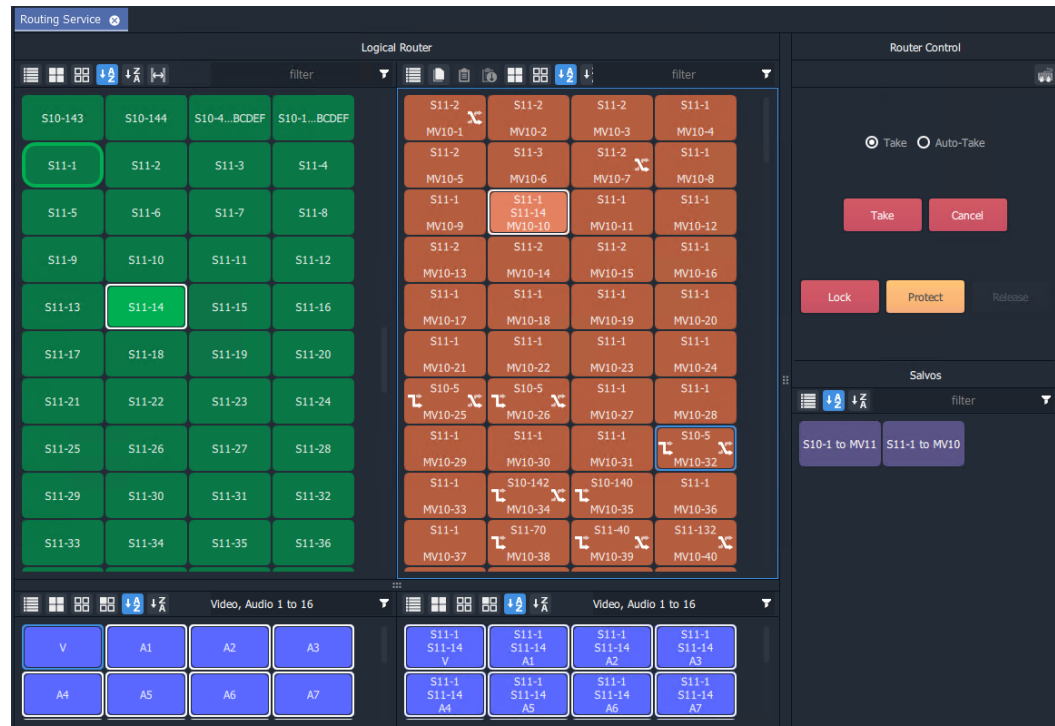 Routing Service
Logical Router
Router Control
filter
filter
S10-143 S10-144 S10-4...BCDEF S10-1...BCDEF
S11-1 S11-2 S11-3 S11-4
S11-5 S11-6 S11-7 S11-8
S11-9 S11-10 S11-11 S11-12
S11-13 S11-14 S11-15 S11-16
S11-17 S11-18 S11-19 S11-20
S11-21 S11-22 S11-23 S11-24
S11-25 S11-26 S11-27 S11-28
S11-29 S11-30 S11-31 S11-32
S11-33 S11-34 S11-35 S11-36
S11-2 S11-2 S11-2 S11-1
MV10-1 MV10-2 MV10-3 MV10-4
S11-2 S11-3 S11-2 S11-1
MV10-5 MV10-6 MV10-7 MV10-8
S11-1 S11-1 S11-1 S11-1
S11-14
MV10-9 MV10-10 MV10-11 MV10-12
S11-2 S11-2 S11-2 S11-1
MV10-13 MV10-14 MV10-15 MV10-16
S11-1 S11-1 S11-1 S11-1
MV10-17 MV10-18 MV10-19 MV10-20
S11-1 S11-1 S11-1 S11-1
MV10-21 MV10-22 MV10-23 MV10-24
S10-5 S10-5 S11-1 S11-1
MV10-25 MV10-26 MV10-27 MV10-28
S11-1 S11-1 S11-1 S10-5
MV10-29 MV10-30 MV10-31 MV10-32
S11-1 S10-142 S10-140 S11-1
MV10-33 MV10-34 MV10-35 MV10-36
S11-1 S11-70 S11-40 S11-132
MV10-37 MV10-38 MV10-39 MV10-40
Take Auto-Take
Take Cancel
Lock Protect Release
Salvos
filter
S10-1 to MV11 S11-1 to MV10
Video, Audio 1 to 16
V A1 A2 A3
A4 A5 A6 A7
Video, Audio 1 to 16
S11-1 S11-1 S11-1 S11-1
S11-14 S11-14 S11-14 S11-14
V A1 A2 A3
S11-1 S11-1 S11-1 S11-1
S11-14 S11-14 S11-14 S11-14
A4 A5 A6 A7